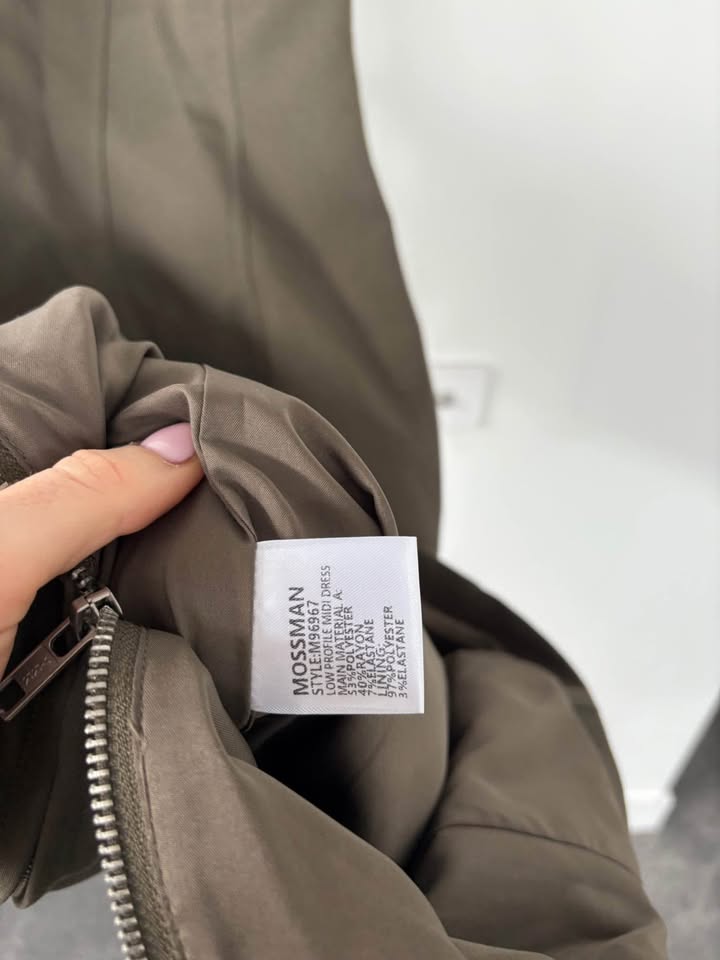 MOSSMAN
STYLE:M96967
LOW PROFILE MIDI DRESS
MAIN MATERIAL A:
53%POLYESTER
40%RAYON
7%ELASTANE
LINING:
97%POLYESTER
3%ELASTANE